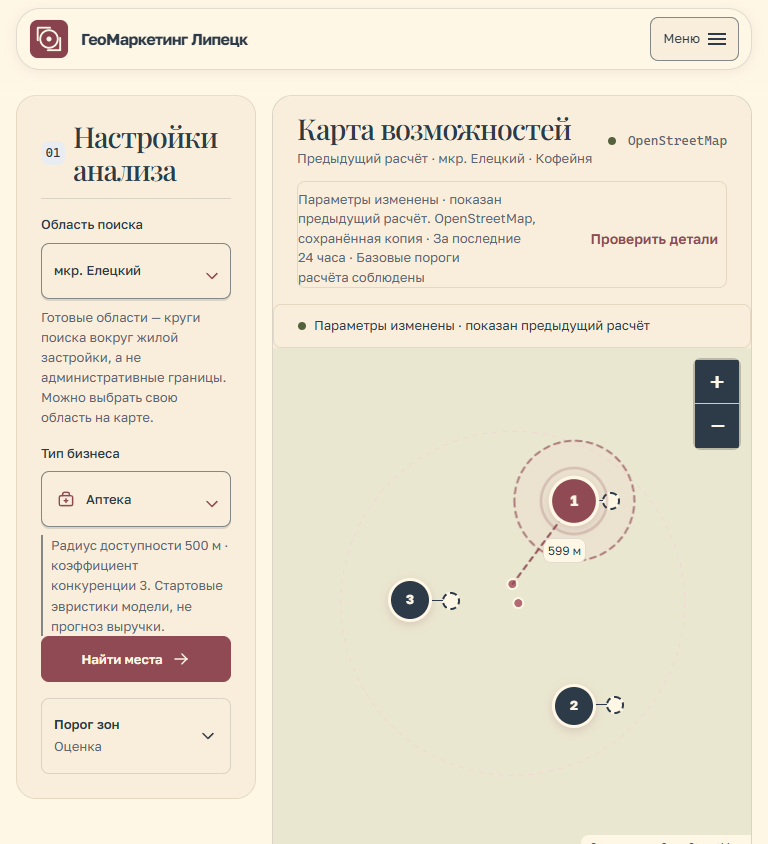 ГеоМаркетинг Липецк
Меню
01
Настройки
анализа
Область поиска
мкр. Елецкий
Готовые области — круги
поиска вокруг жилой
застройки, а не
административные границы.
Можно выбрать свою
область на карте.
Тип бизнеса
Аптека
Радиус доступности 500 м ·
коэффициент
конкуренции 3. Стартовые
эвристики модели, не
прогноз выручки.
Найти места
Порог зон
Оценка
Карта возможностей
Предыдущий расчёт · мкр. Елецкий · Кофейня
OpenStreetMap
Параметры изменены · показан
предыдущий расчёт. OpenStreetMap,
сохранённая копия · За последние
24 часа · Базовые пороги
расчёта соблюдены
Проверить детали
Параметры изменены · показан предыдущий расчёт
+
−
1
599 м
3
2